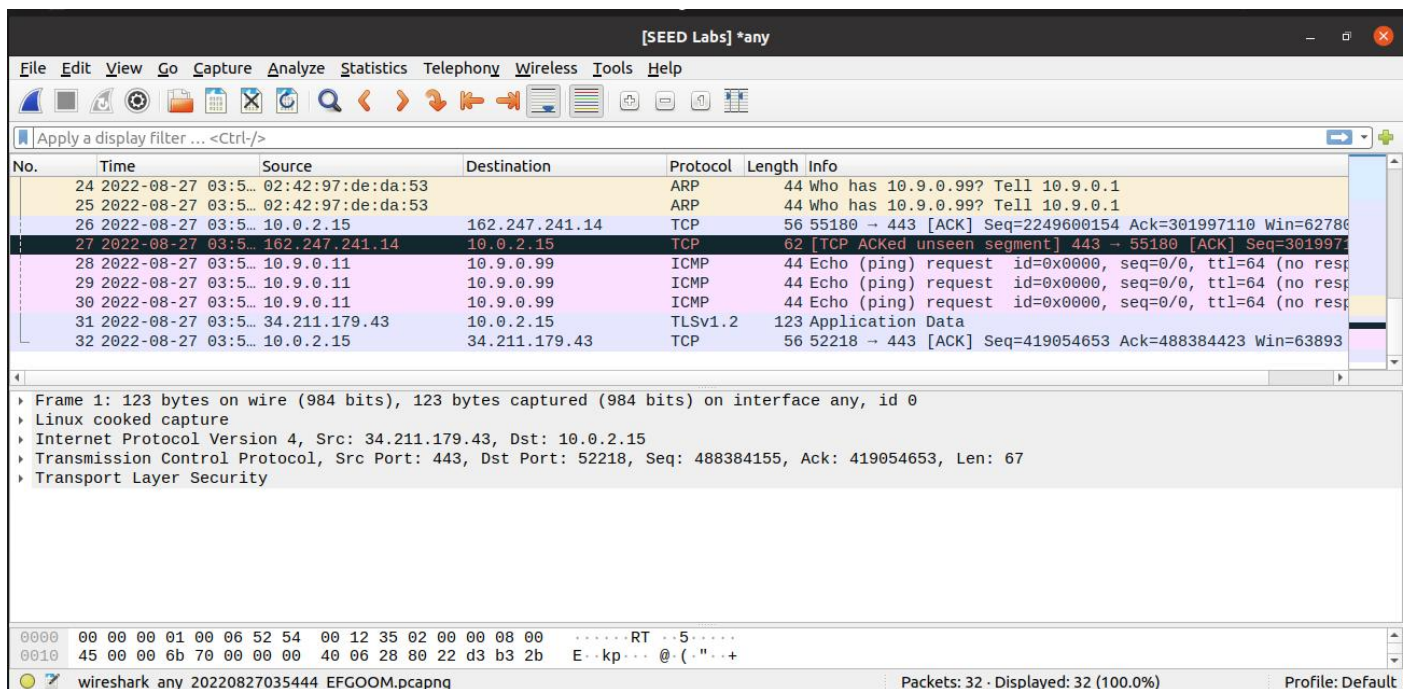 [SEED Labs] *any
File Edit View Go Capture Analyze Statistics Telephony Wireless Tools Help
Apply a display filter … <Ctrl-/>
No. Time Source Destination Protocol Length Info
24 2022-08-27 03:5… 02:42:97:de:da:53 ARP 44 Who has 10.9.0.99? Tell 10.9.0.1
25 2022-08-27 03:5… 02:42:97:de:da:53 ARP 44 Who has 10.9.0.99? Tell 10.9.0.1
26 2022-08-27 03:5… 10.0.2.15 162.247.241.14 TCP 56 55180 → 443 [ACK] Seq=2249600154 Ack=301997110 Win=62780
27 2022-08-27 03:5… 162.247.241.14 10.0.2.15 TCP 62 [TCP ACKed unseen segment] 443 → 55180 [ACK] Seq=3019971
28 2022-08-27 03:5… 10.9.0.11 10.9.0.99 ICMP 44 Echo (ping) request id=0x0000, seq=0/0, ttl=64 (no resp
29 2022-08-27 03:5… 10.9.0.11 10.9.0.99 ICMP 44 Echo (ping) request id=0x0000, seq=0/0, ttl=64 (no resp
30 2022-08-27 03:5… 10.9.0.11 10.9.0.99 ICMP 44 Echo (ping) request id=0x0000, seq=0/0, ttl=64 (no resp
31 2022-08-27 03:5… 34.211.179.43 10.0.2.15 TLSv1.2 123 Application Data
32 2022-08-27 03:5… 10.0.2.15 34.211.179.43 TCP 56 52218 → 443 [ACK] Seq=419054653 Ack=488384423 Win=63893
Frame 1: 123 bytes on wire (984 bits), 123 bytes captured (984 bits) on interface any, id 0
Linux cooked capture
Internet Protocol Version 4, Src: 34.211.179.43, Dst: 10.0.2.15
Transmission Control Protocol, Src Port: 443, Dst Port: 52218, Seq: 488384155, Ack: 419054653, Len: 67
Transport Layer Security
0000 00 00 00 01 00 06 52 54 00 12 35 02 00 00 08 00 ······RT ··5·····
0010 45 00 00 6b 70 00 00 00 40 06 28 80 22 d3 b3 2b E··kp··· @·(·"··+
wireshark_any_20220827035444_EFGOOM.pcapng Packets: 32 · Displayed: 32 (100.0%) Profile: Default